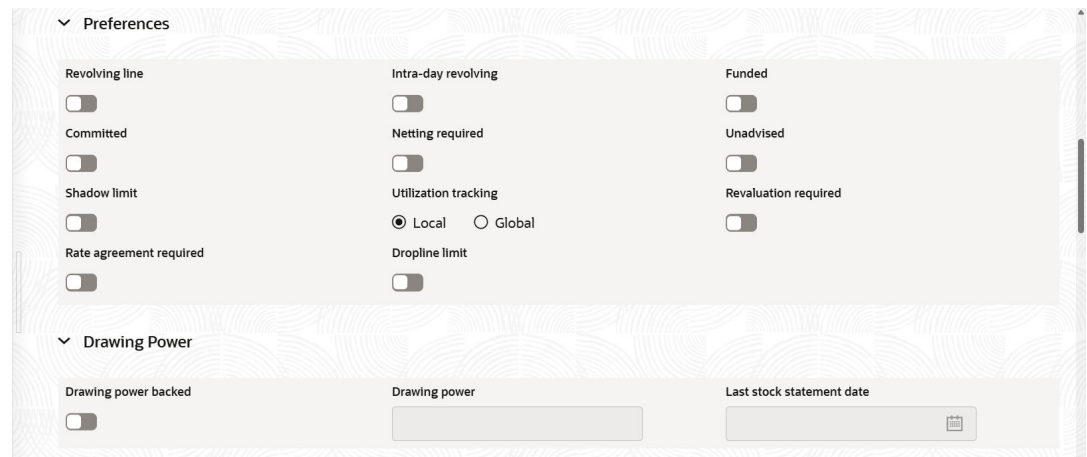 Preferences
Revolving line Intra-day revolving Funded
Committed Netting required Unadvised
Shadow limit Utilization tracking Revaluation required
Local Global
Rate agreement required Dropline limit
Drawing Power
Drawing power backed Drawing power Last stock statement date